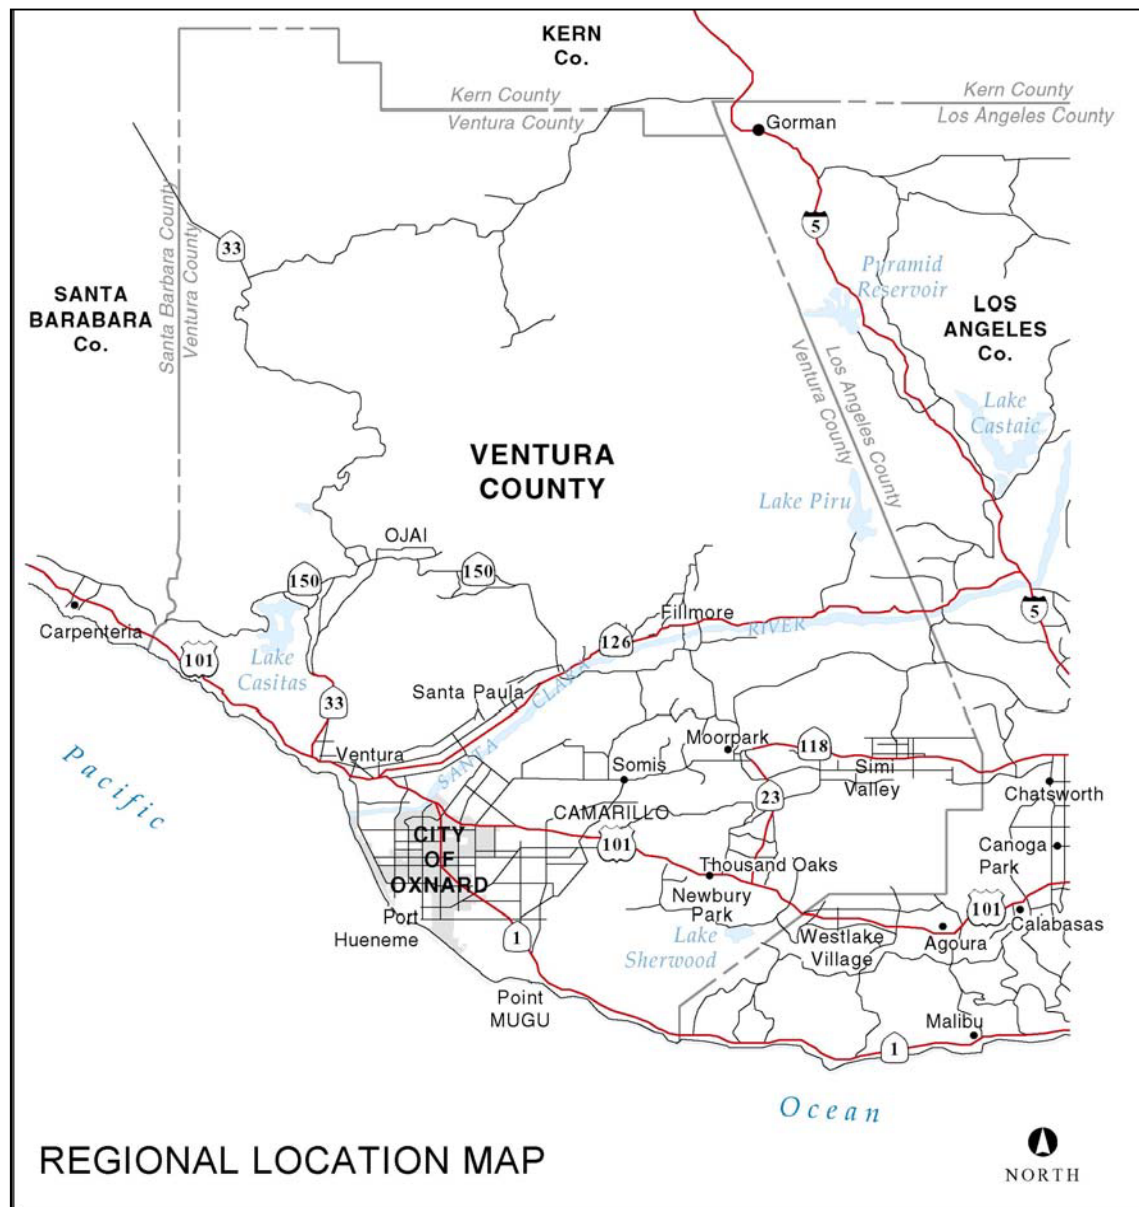 KERN
Co.
Kern County
Ventura County
Kern County
Los Angeles County
Gorman
Santa Barbara County
Ventura County
33
5
Pyramid
Reservoir
SANTA
BARABARA
Co.
LOS
ANGELES
Co.
Los Angeles County
Ventura County
Lake
Castaic
VENTURA
COUNTY
Lake Piru
OJAI
150
150
5
Carpenteria
Fillmore
126
RIVER
101
Lake
Casitas
CLARA
Santa Paula
33
SANTA
Ventura
Moorpark
118
Somis
Simi
Valley
23
Chatsworth
Pacific
CAMARILLO
CITY
OF
OXNARD
101
Canoga
Park
Thousand Oaks
Newbury
Park
Port
Hueneme
101
Calabasas
1
Lake
Sherwood
Westlake
Village
Agoura
Point
MUGU
Malibu
1
Ocean
REGIONAL LOCATION MAP
NORTH